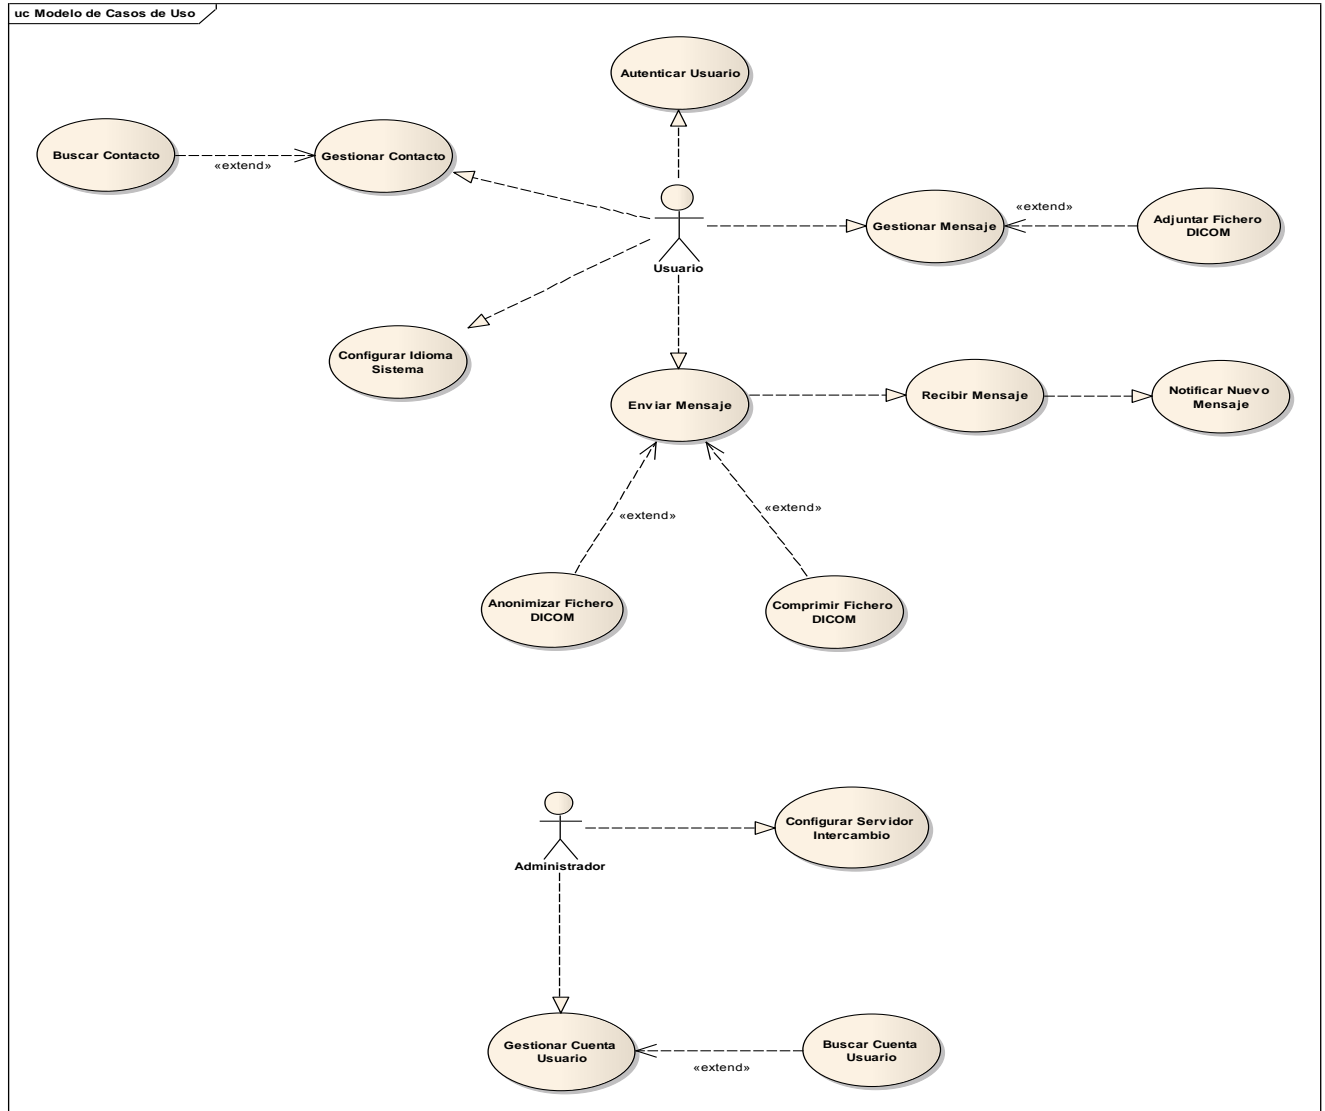 uc Modelo de Casos de Uso
Autenticar Usuario
Buscar Contacto
«extend»
Gestionar Contacto
Usuario
Gestionar Mensaje
«extend»
Adjuntar Fichero
DICOM
Configurar Idioma
Sistema
Enviar Mensaje
Recibir Mensaje
Notificar Nuevo
Mensaje
«extend»
«extend»
Anonimizar Fichero
DICOM
Comprimir Fichero
DICOM
Administrador
Configurar Servidor
Intercambio
Gestionar Cuenta
Usuario
«extend»
Buscar Cuenta
Usuario